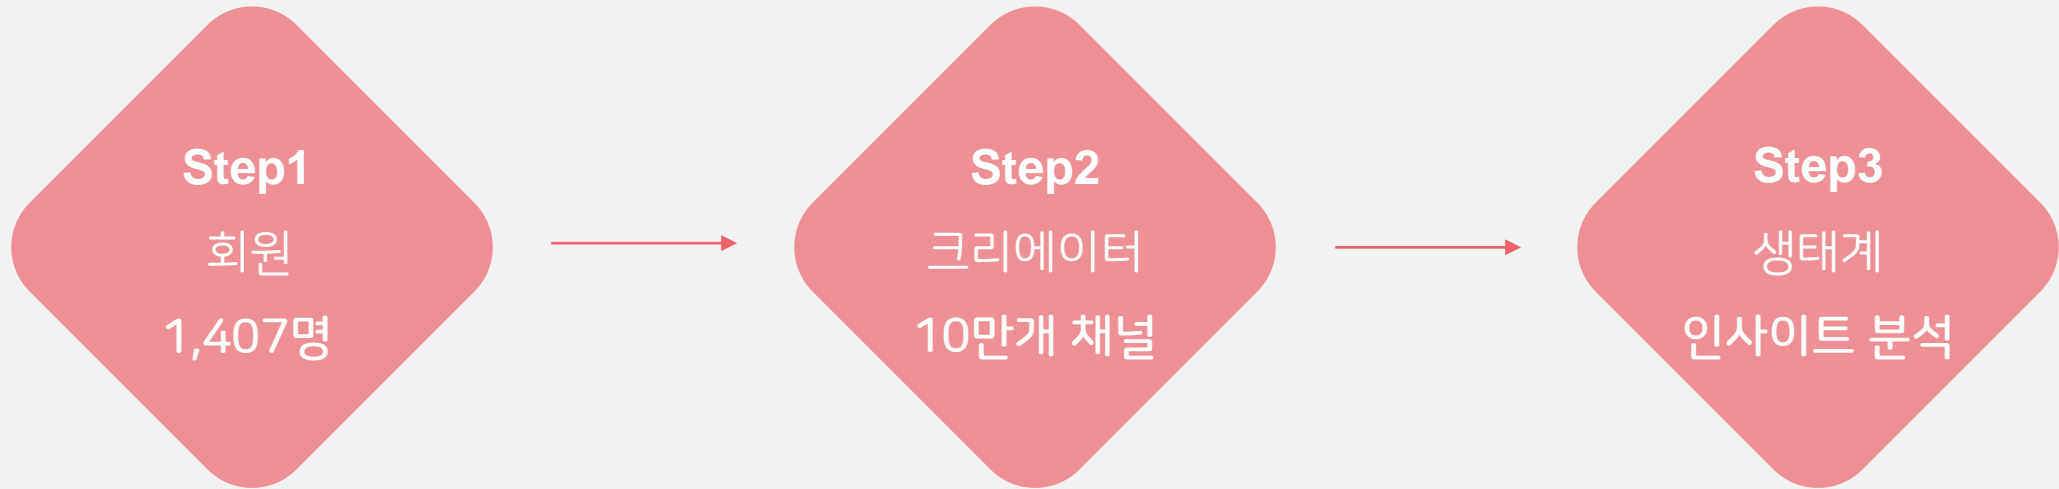 Step1
회원
1,407명
Step2
크리에이터
10만개 채널
Step3
생태계
인사이트 분석